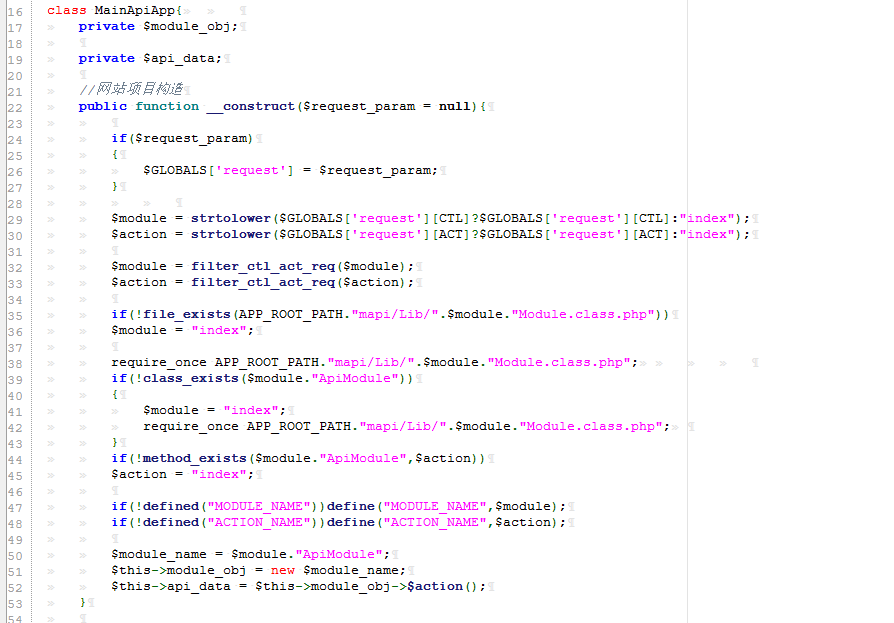 16 class MainApiApp{
17     private $module_obj;
18
19     private $api_data;
20
21     //网站项目构造
22     public function __construct($request_param = null){
23
24         if($request_param)
25         {
26             $GLOBALS['request'] = $request_param;
27         }
28
29         $module = strtolower($GLOBALS['request'][CTL]?$GLOBALS['request'][CTL]:"index");
30         $action = strtolower($GLOBALS['request'][ACT]?$GLOBALS['request'][ACT]:"index");
31
32         $module = filter_ctl_act_req($module);
33         $action = filter_ctl_act_req($action);
34
35         if(!file_exists(APP_ROOT_PATH."mapi/Lib/".$module."Module.class.php"))
36         $module = "index";
37
38         require_once APP_ROOT_PATH."mapi/Lib/".$module."Module.class.php";
39         if(!class_exists($module."ApiModule"))
40         {
41             $module = "index";
42             require_once APP_ROOT_PATH."mapi/Lib/".$module."Module.class.php";
43         }
44         if(!method_exists($module."ApiModule",$action))
45         $action = "index";
46
47         if(!defined("MODULE_NAME"))define("MODULE_NAME",$module);
48         if(!defined("ACTION_NAME"))define("ACTION_NAME",$action);
49
50         $module_name = $module."ApiModule";
51         $this->module_obj = new $module_name;
52         $this->api_data = $this->module_obj->$action();
53     }
54